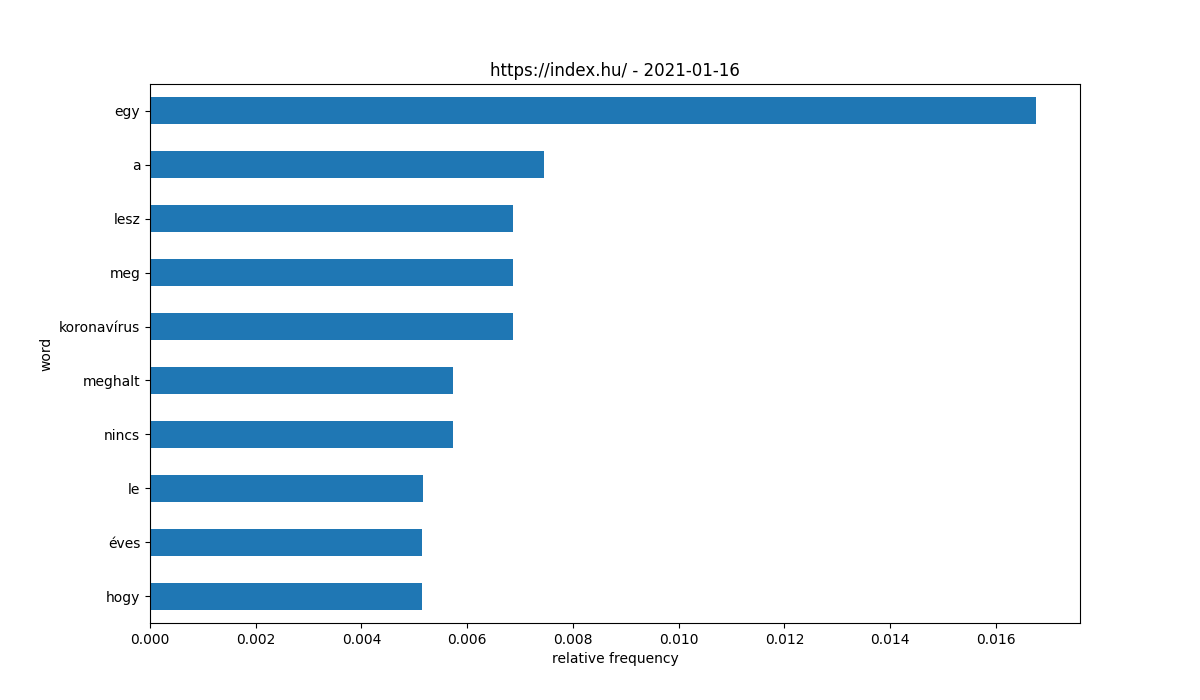 https://index.hu/ - 2021-01-16
egy
a
lesz
meg
koronavírus
meghalt
nincs
le
éves
hogy
word
0.000 0.002 0.004 0.006 0.008 0.010 0.012 0.014 0.016
relative frequency